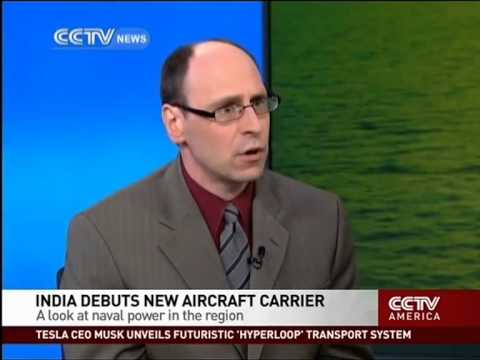 CCTV NEWS
INDIA DEBUTS NEW AIRCRAFT CARRIER
A look at naval power in the region
CCTV
AMERICA
TESLA CEO MUSK UNVEILS FUTURISTIC 'HYPERLOOP' TRANSPORT SYSTEM